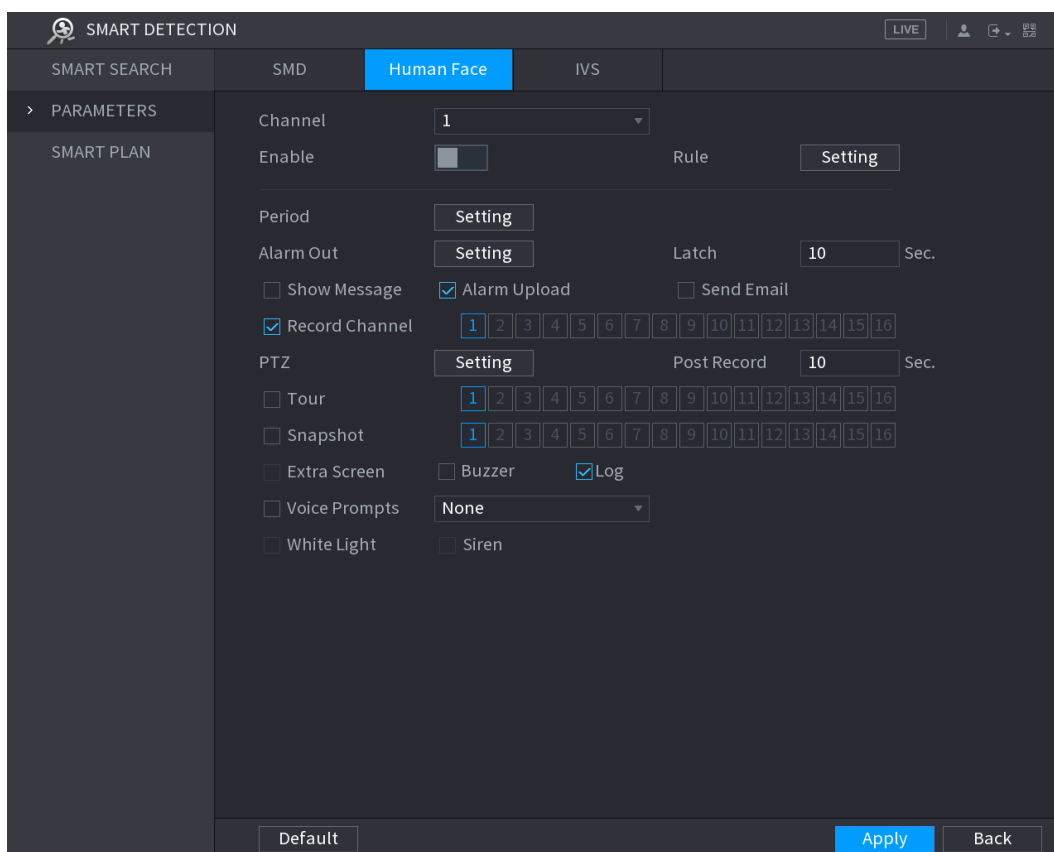 SMART DETECTION LIVE
SMART SEARCH SMD Human Face IVS
> PARAMETERS
SMART PLAN
Channel 1
Enable Rule Setting
Period Setting
Alarm Out Setting Latch 10 Sec.
Show Message Alarm Upload Send Email
Record Channel 1 2 3 4 5 6 7 8 9 10 11 12 13 14 15 16
PTZ Setting Post Record 10 Sec.
Tour 1 2 3 4 5 6 7 8 9 10 11 12 13 14 15 16
Snapshot 1 2 3 4 5 6 7 8 9 10 11 12 13 14 15 16
Extra Screen Buzzer Log
Voice Prompts None
White Light Siren
Default Apply Back